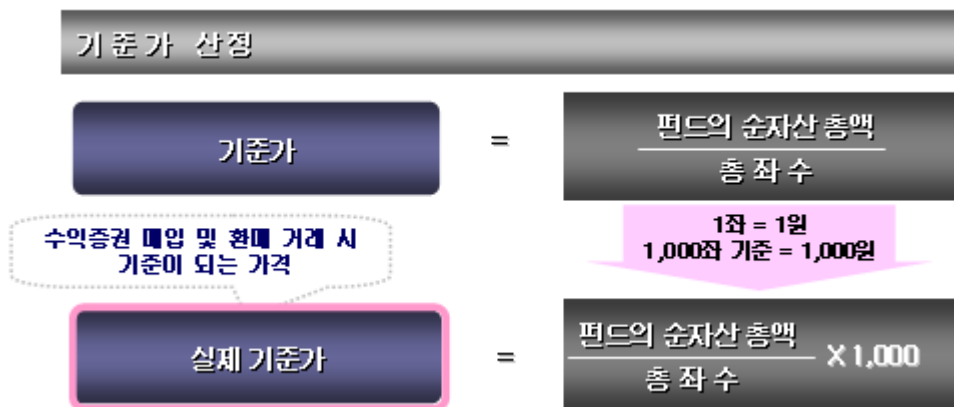 기준가 산정
기준가
=
펀드의 순자산 총액
총 좌 수
수익증권 매입 및 환매 거래 시
기준이 되는 가격
1좌 = 1원
1,000좌 기준 = 1,000원
실제 기준가
=
펀드의 순자산 총액
총 좌 수
X 1,000